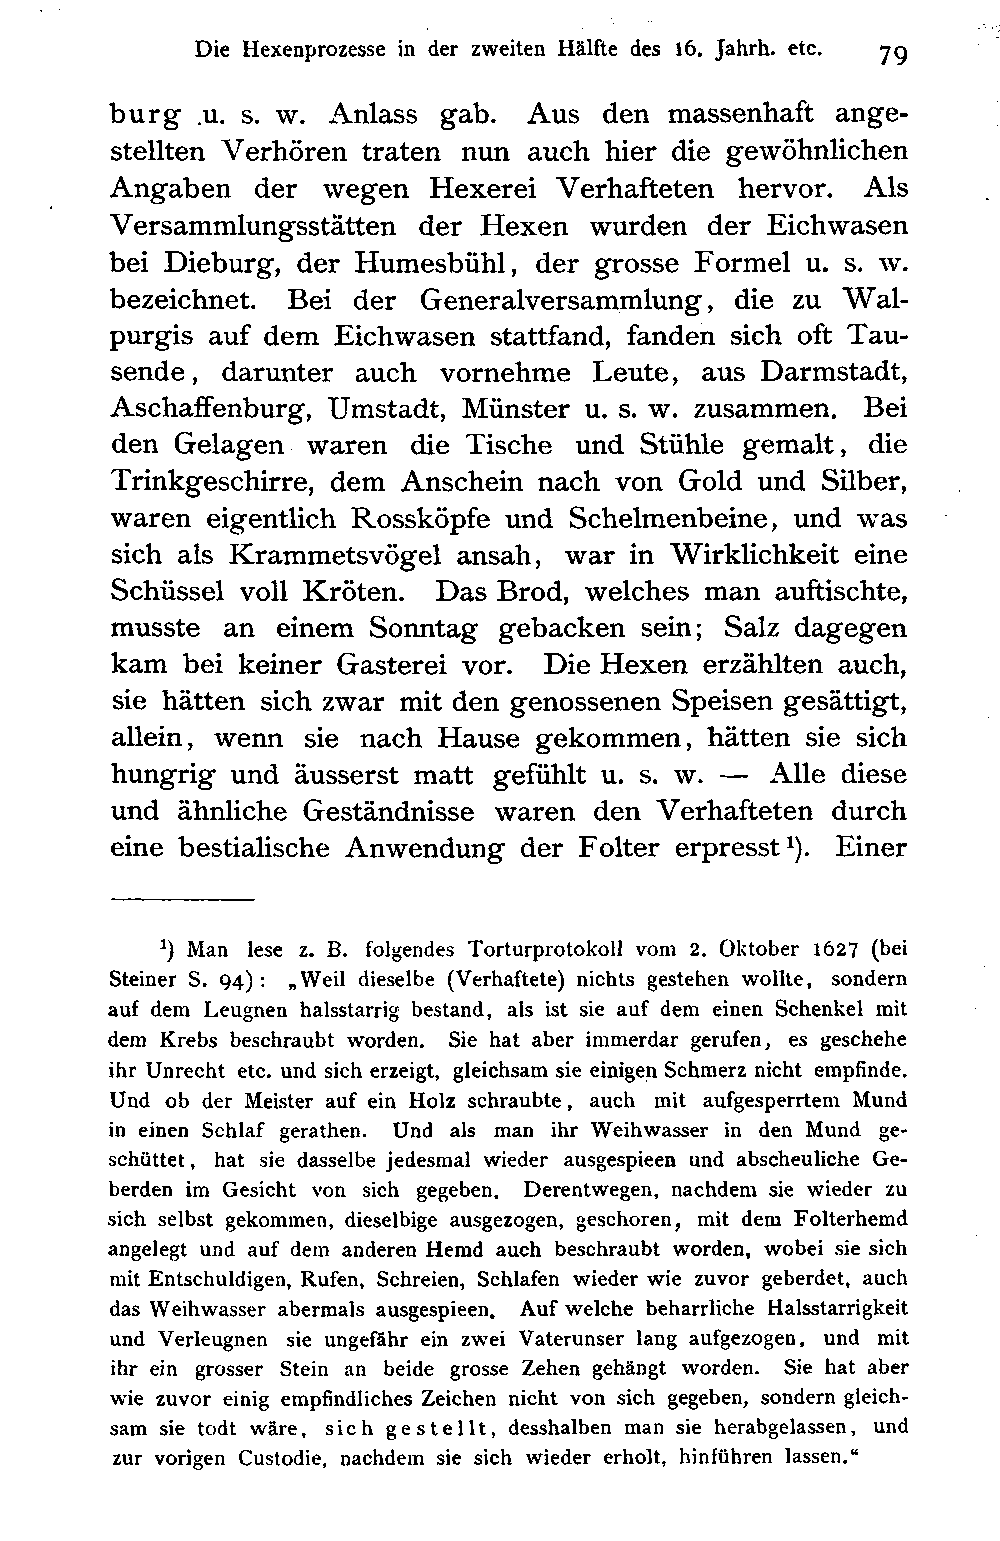 Die Hexenprozesse in der zweiten Hälfte des 16. Jahrh. etc. 79
burg .u. s. w. Anlass gab. Aus den massenhaft ange-
stellten Verhören traten nun auch hier die gewöhnlichen
Angaben der wegen Hexerei Verhafteten hervor. Als
Versammlungsstätten der Hexen wurden der Eichwasen
bei Dieburg, der Humesbühl, der grosse Formel u. s. w.
bezeichnet. Bei der Generalversammlung, die zu Wal-
purgis auf dem Eichwasen stattfand, fanden sich oft Tau-
sende, darunter auch vornehme Leute, aus Darmstadt,
Aschaffenburg, Umstadt, Münster u. s. w. zusammen. Bei
den Gelagen waren die Tische und Stühle gemalt, die
Trinkgeschirre, dem Anschein nach von Gold und Silber,
waren eigentlich Rossköpfe und Schelmenbeine, und was
sich als Krammetsvögel ansah, war in Wirklichkeit eine
Schüssel voll Kröten. Das Brod, welches man auftischte,
musste an einem Sonntag gebacken sein; Salz dagegen
kam bei keiner Gasterei vor. Die Hexen erzählten auch,
sie hätten sich zwar mit den genossenen Speisen gesättigt,
allein, wenn sie nach Hause gekommen, hätten sie sich
hungrig und äusserst matt gefühlt u. s. w. — Alle diese
und ähnliche Geständnisse waren den Verhafteten durch
eine bestialische Anwendung der Folter erpresst ¹). Einer
¹) Man lese z. B. folgendes Torturprotokoll vom 2. Oktober 1627 (bei
Steiner S. 94): „Weil dieselbe (Verhaftete) nichts gestehen wollte, sondern
auf dem Leugnen halsstarrig bestand, als ist sie auf dem einen Schenkel mit
dem Krebs beschraubt worden. Sie hat aber immerdar gerufen, es geschehe
ihr Unrecht etc. und sich erzeigt, gleichsam sie einigen Schmerz nicht empfinde.
Und ob der Meister auf ein Holz schraubte, auch mit aufgesperrtem Mund
in einen Schlaf gerathen. Und als man ihr Weihwasser in den Mund ge-
schüttet, hat sie dasselbe jedesmal wieder ausgespieen und abscheuliche Ge-
berden im Gesicht von sich gegeben. Derentwegen, nachdem sie wieder zu
sich selbst gekommen, dieselbige ausgezogen, geschoren, mit dem Folterhemd
angelegt und auf dem anderen Hemd auch beschraubt worden, wobei sie sich
mit Entschuldigen, Rufen, Schreien, Schlafen wieder wie zuvor geberdet, auch
das Weihwasser abermals ausgespieen. Auf welche beharrliche Halsstarrigkeit
und Verleugnen sie ungefähr ein zwei Vaterunser lang aufgezogen, und mit
ihr ein grosser Stein an beide grosse Zehen gehängt worden. Sie hat aber
wie zuvor einig empfindliches Zeichen nicht von sich gegeben, sondern gleich-
sam sie todt wäre, sich gestellt, desshalben man sie herabgelassen, und
zur vorigen Custodie, nachdem sie sich wieder erholt, hinführen lassen.“